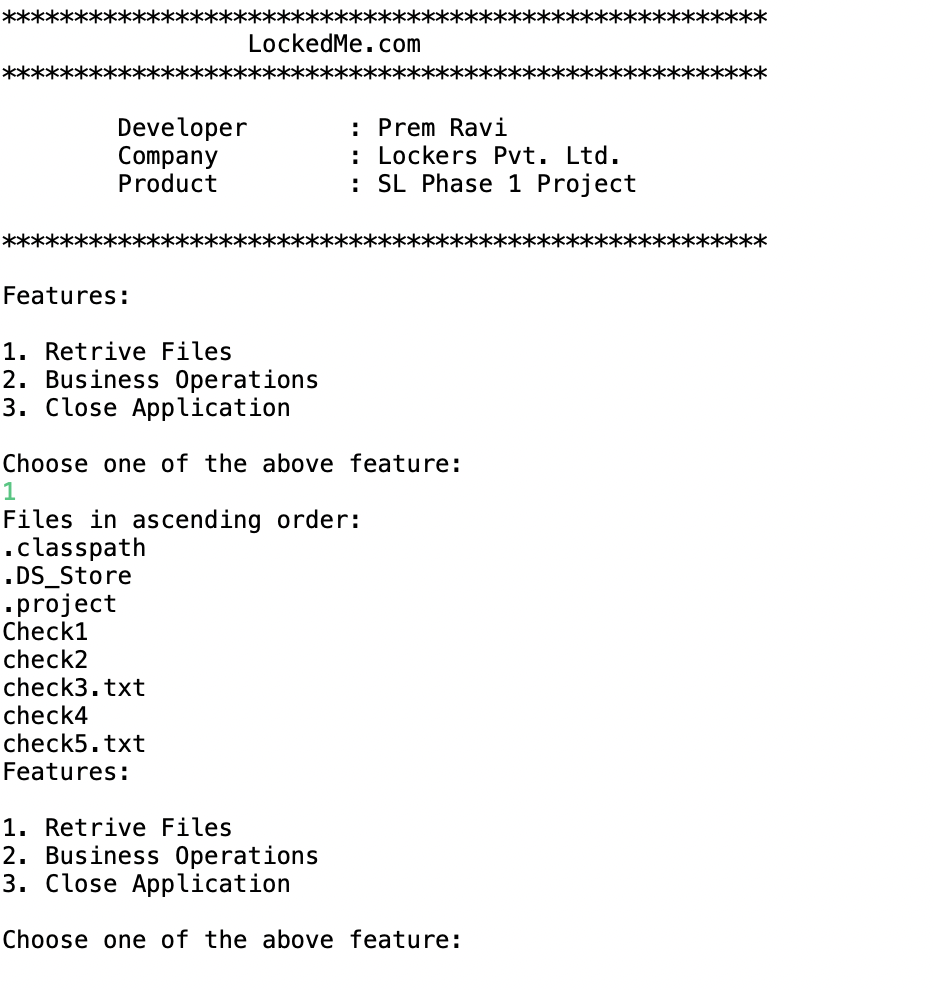 *****************************************************
LockedMe.com
*****************************************************
Developer : Prem Ravi
Company : Lockers Pvt. Ltd.
Product : SL Phase 1 Project
*****************************************************
Features:
1. Retrive Files
2. Business Operations
3. Close Application
Choose one of the above feature:
1
Files in ascending order:
.classpath
.DS_Store
.project
Check1
check2
check3.txt
check4
check5.txt
Features:
1. Retrive Files
2. Business Operations
3. Close Application
Choose one of the above feature: